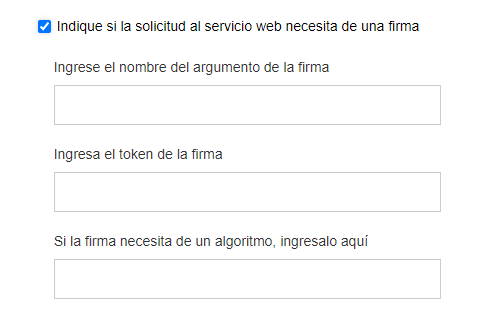 Indique si la solicitud al servicio web necesita de una firma
Ingrese el nombre del argumento de la firma
Ingresa el token de la firma
Si la firma necesita de un algoritmo, ingresalo aquí